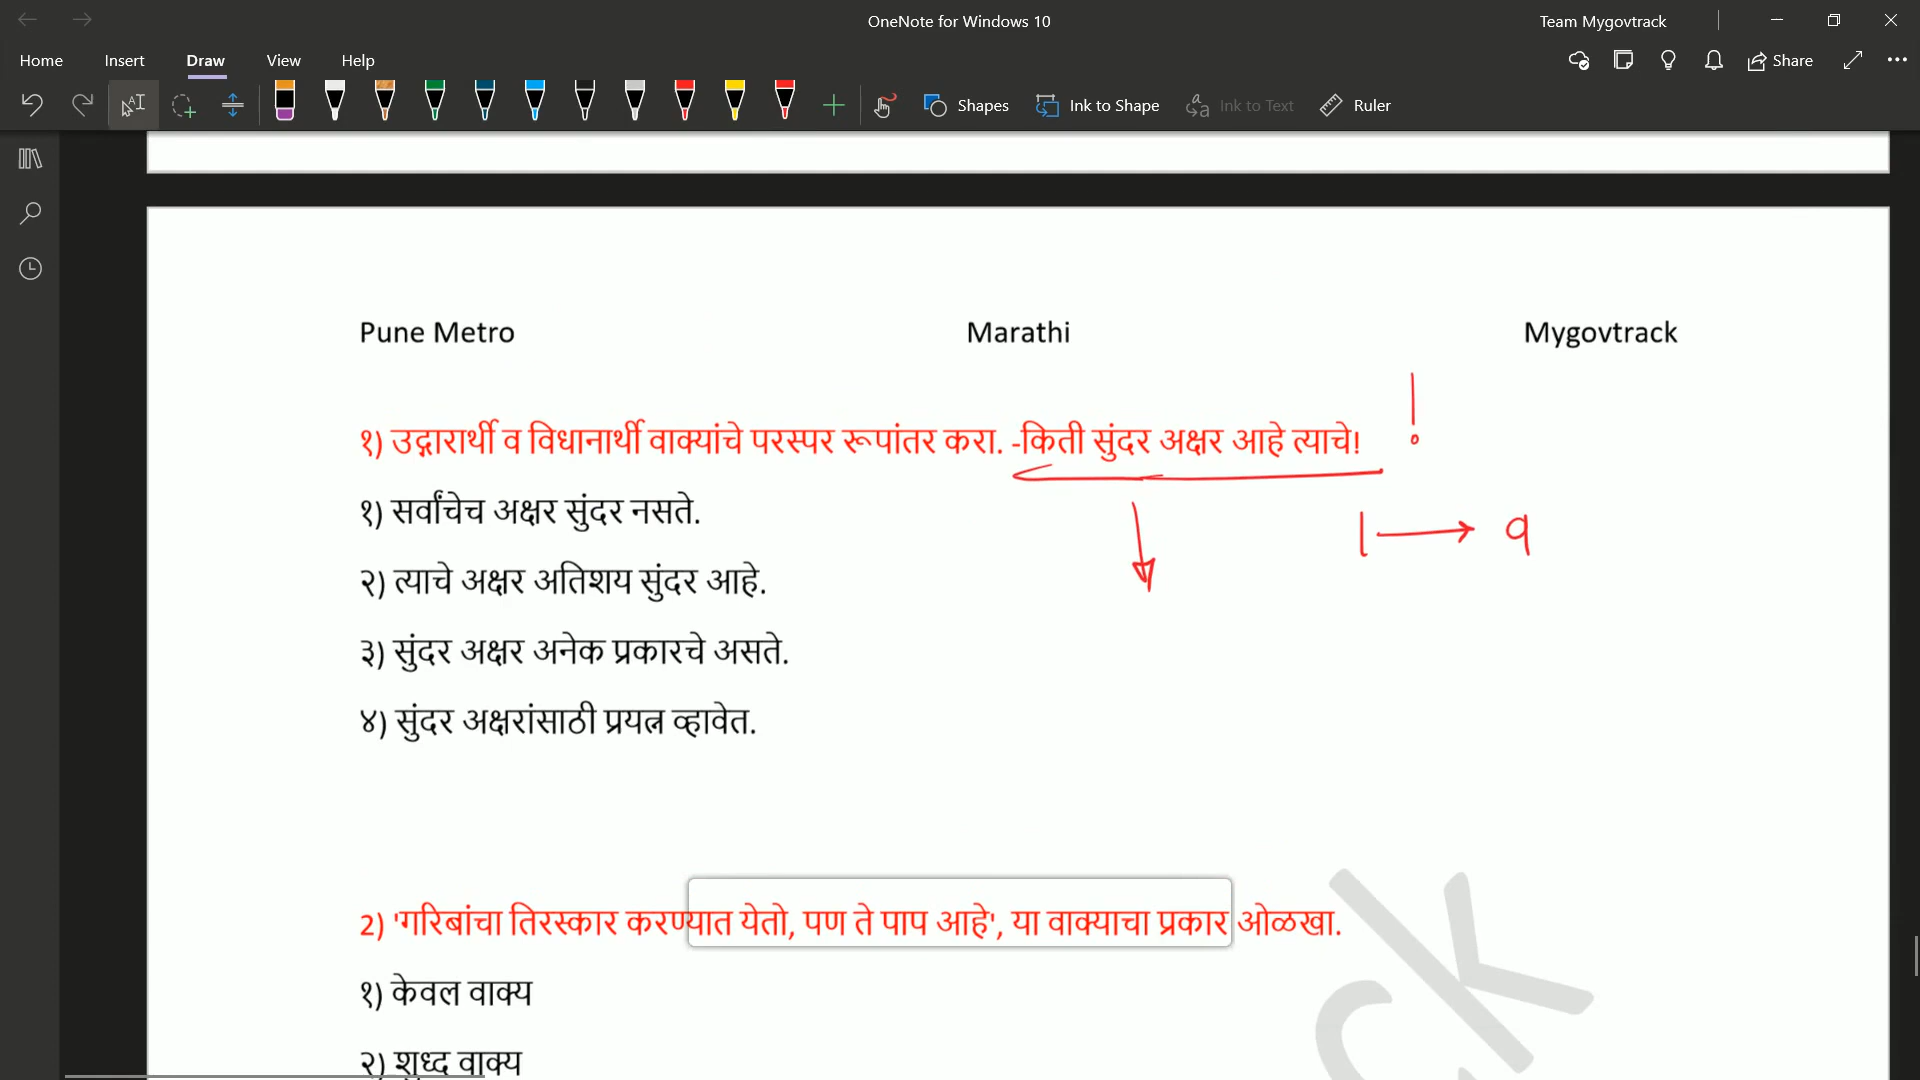 OneNote for Windows 10
Team Mygovtrack
Home Insert Draw View Help
Share
Shapes Ink to Shape Ink to Text Ruler
Pune Metro Marathi Mygovtrack
!
१) उद्गारार्थी व विधानार्थी वाक्यांचे परस्पर रूपांतर करा. -किती सुंदर अक्षर आहे त्याचे!
१) सर्वांचेच अक्षर सुंदर नसते.
२) त्याचे अक्षर अतिशय सुंदर आहे.
३) सुंदर अक्षर अनेक प्रकारचे असते.
४) सुंदर अक्षरांसाठी प्रयत्न व्हावेत.
2) 'गरिबांचा तिरस्कार करण्यात येतो, पण ते पाप आहे', या वाक्याचा प्रकार ओळखा.
१) केवल वाक्य
२) शुध्द वाक्य
ck